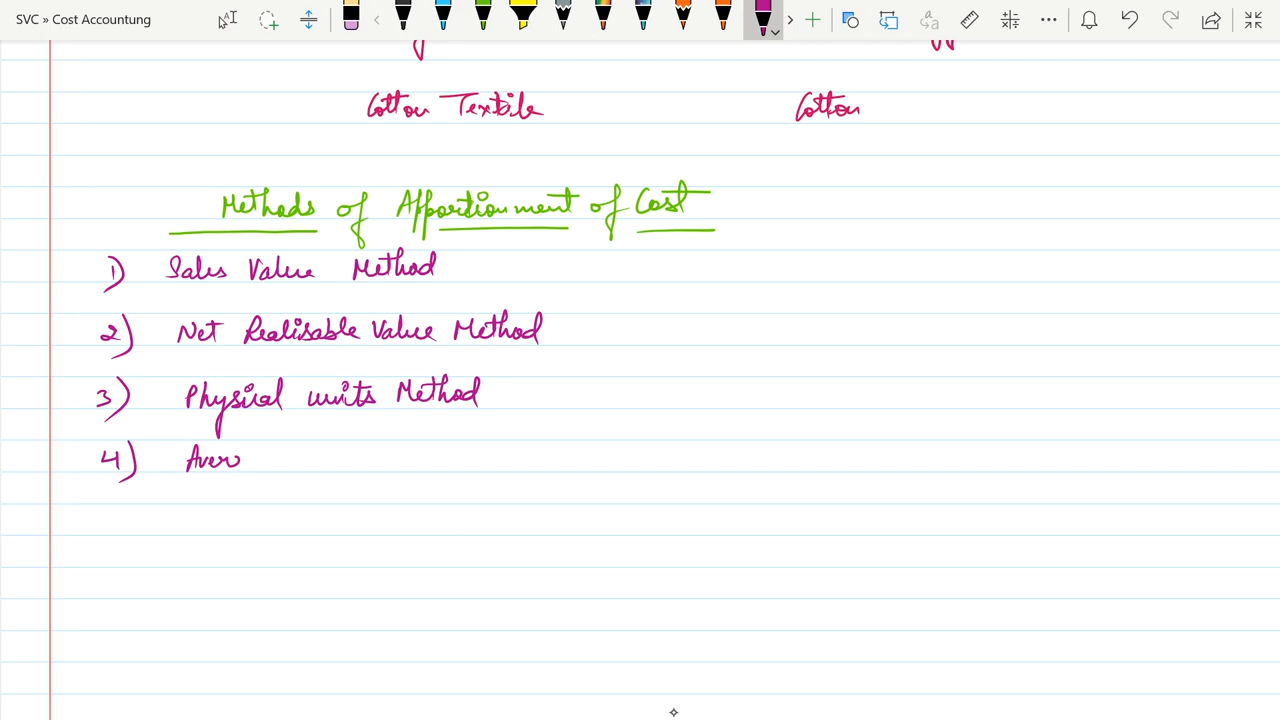 SVC » Cost Accountung
Cotton Textile Cotton
Methods of Apportionment of Cost
1) Sales Value Method
2) Net Realisable Value Method
3) Physical units Method
4) Aver